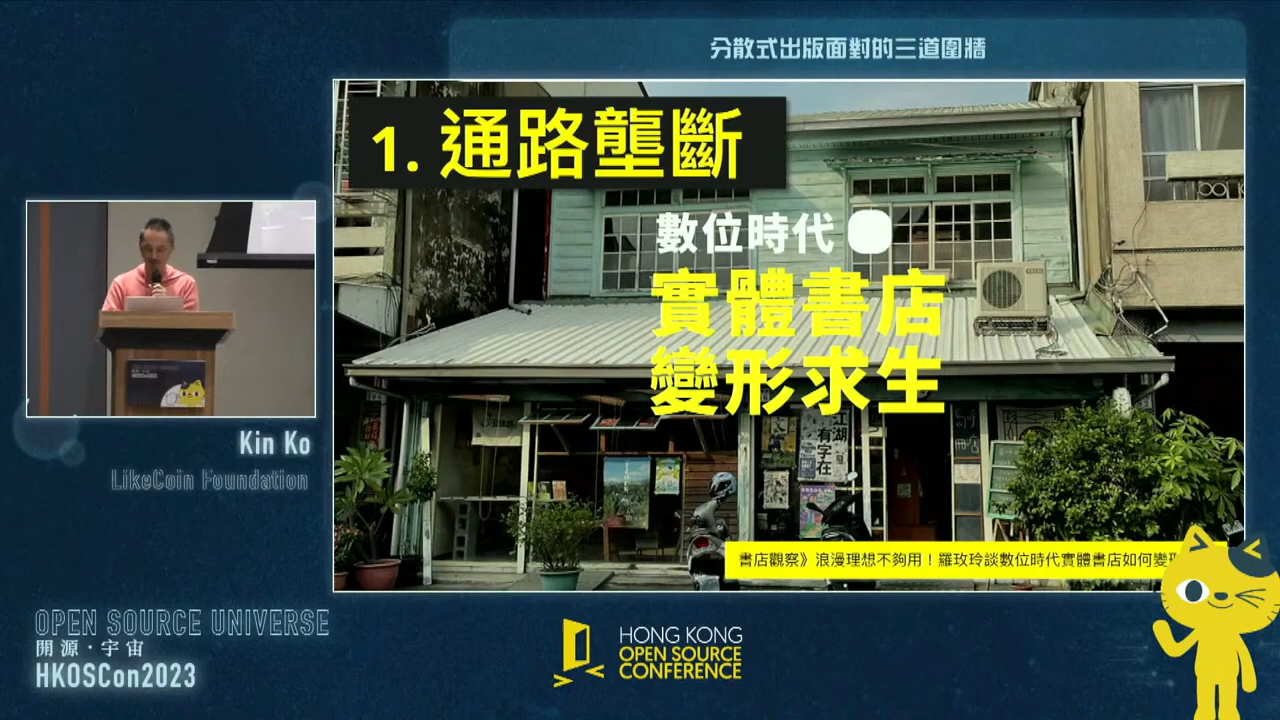 分散式出版面對的三道圍牆
1. 通路壟斷
數位時代
實體書店
變形求生
江湖
有字在
書店觀察》浪漫理想不夠用！羅玫玲談數位時代實體書店如何變
Kin Ko
LikeCoin Foundation
OPEN SOURCE UNIVERSE
開源·宇宙
HKOSCon2023
HONG KONG
OPEN SOURCE
CONFERENCE